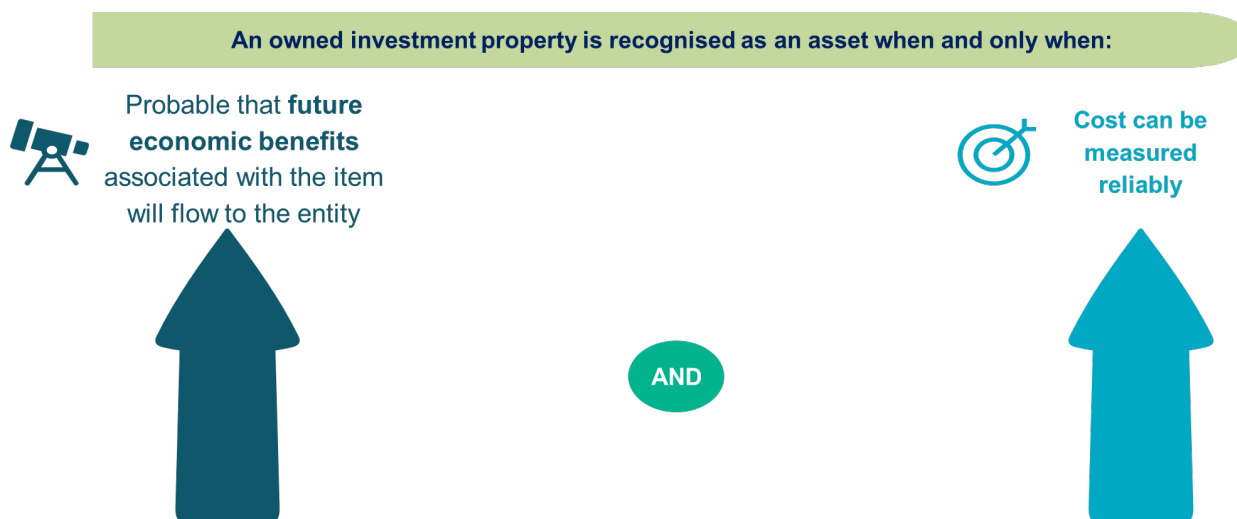 An owned investment property is recognised as an asset when and only when:
Probable that future
economic benefits
associated with the item
will flow to the entity
Cost can be
measured
reliably
AND